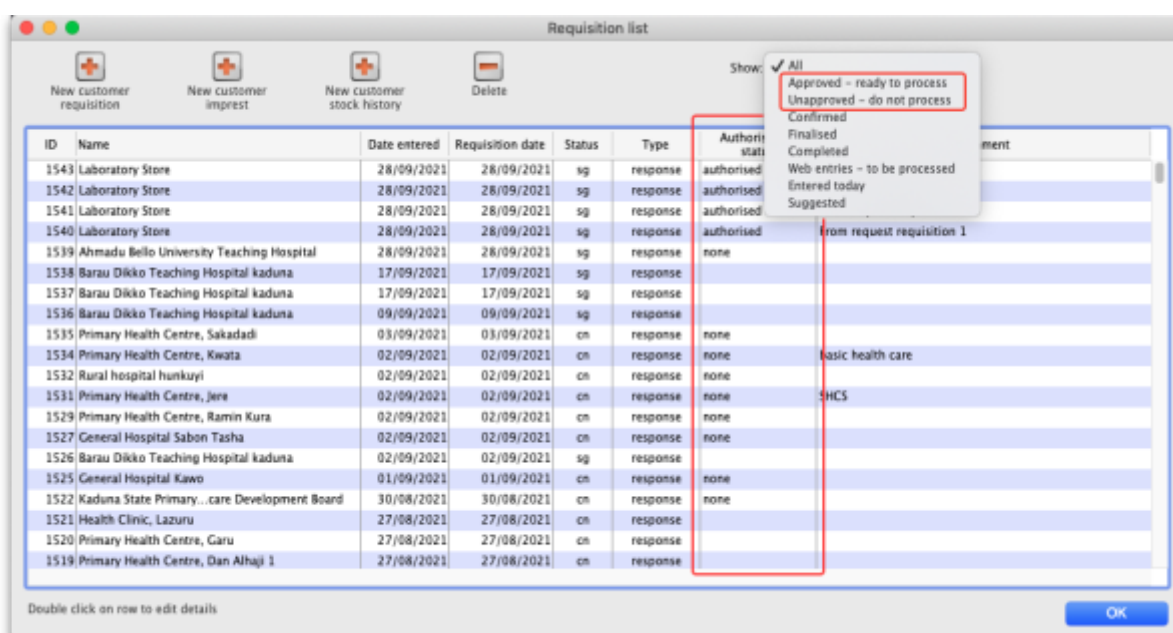 Requisition list
New customer requisition
New customer imprest
New customer stock history
Delete
Show: ✓ All
Approved – ready to process
Unapproved – do not process
Confirmed
Finalised
Completed
Web entries – to be processed
Entered today
Suggested
ID Name Date entered Requisition date Status Type
1543 Laboratory Store 28/09/2021 28/09/2021 sg response authorised
1542 Laboratory Store 28/09/2021 28/09/2021 sg response authorised
1541 Laboratory Store 28/09/2021 28/09/2021 sg response authorised
1540 Laboratory Store 28/09/2021 28/09/2021 sg response authorised From request requisition 1
1539 Ahmadu Bello University Teaching Hospital 28/09/2021 28/09/2021 sg response none
1538 Barau Dikko Teaching Hospital kaduna 17/09/2021 17/09/2021 sg response
1537 Barau Dikko Teaching Hospital kaduna 17/09/2021 17/09/2021 sg response
1536 Barau Dikko Teaching Hospital kaduna 09/09/2021 09/09/2021 sg response
1535 Primary Health Centre, Sakadadi 03/09/2021 03/09/2021 cn response none
1534 Primary Health Centre, Kwata 02/09/2021 02/09/2021 cn response none basic health care
1532 Rural hospital hunkuyi 02/09/2021 02/09/2021 cn response none
1531 Primary Health Centre, Jere 02/09/2021 02/09/2021 cn response none SHCS
1529 Primary Health Centre, Ramin Kura 02/09/2021 02/09/2021 cn response none
1527 General Hospital Sabon Tasha 02/09/2021 02/09/2021 cn response none
1526 Barau Dikko Teaching Hospital kaduna 02/09/2021 02/09/2021 sg response
1525 General Hospital Kawo 01/09/2021 01/09/2021 cn response none
1522 Kaduna State Primary...care Development Board 30/08/2021 30/08/2021 cn response none
1521 Health Clinic, Lazuru 27/08/2021 27/08/2021 cn response
1520 Primary Health Centre, Garu 27/08/2021 27/08/2021 cn response
1519 Primary Health Centre, Dan Alhaji 1 27/08/2021 27/08/2021 cn response
Double click on row to edit details
OK